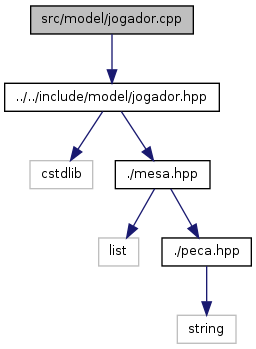 src/model/jogador.cpp
../../include/model/jogador.hpp
cstdlib
./mesa.hpp
list
./peca.hpp
string